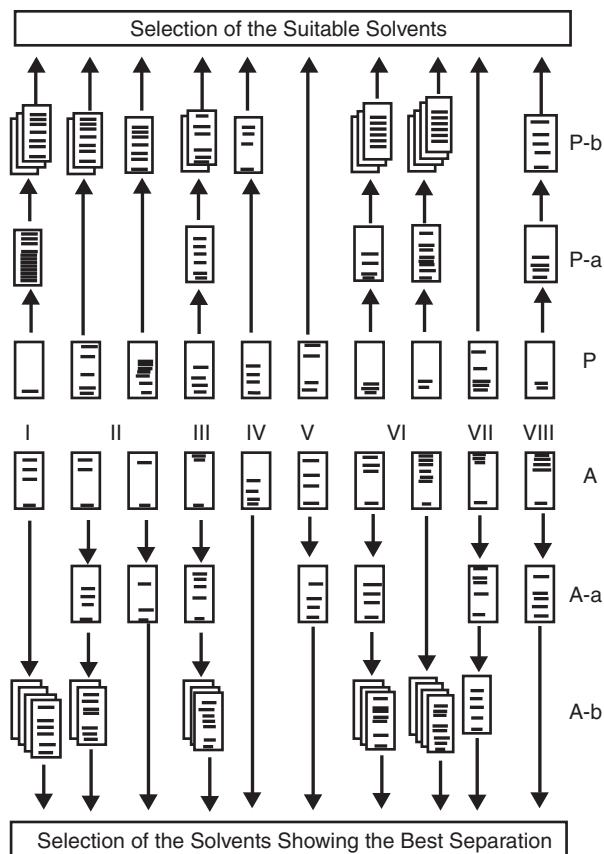 Selection of the Suitable Solvents
P-b
P-a
P
I II III IV V VI VII VIII
A
A-a
A-b
Selection of the Solvents Showing the Best Separation